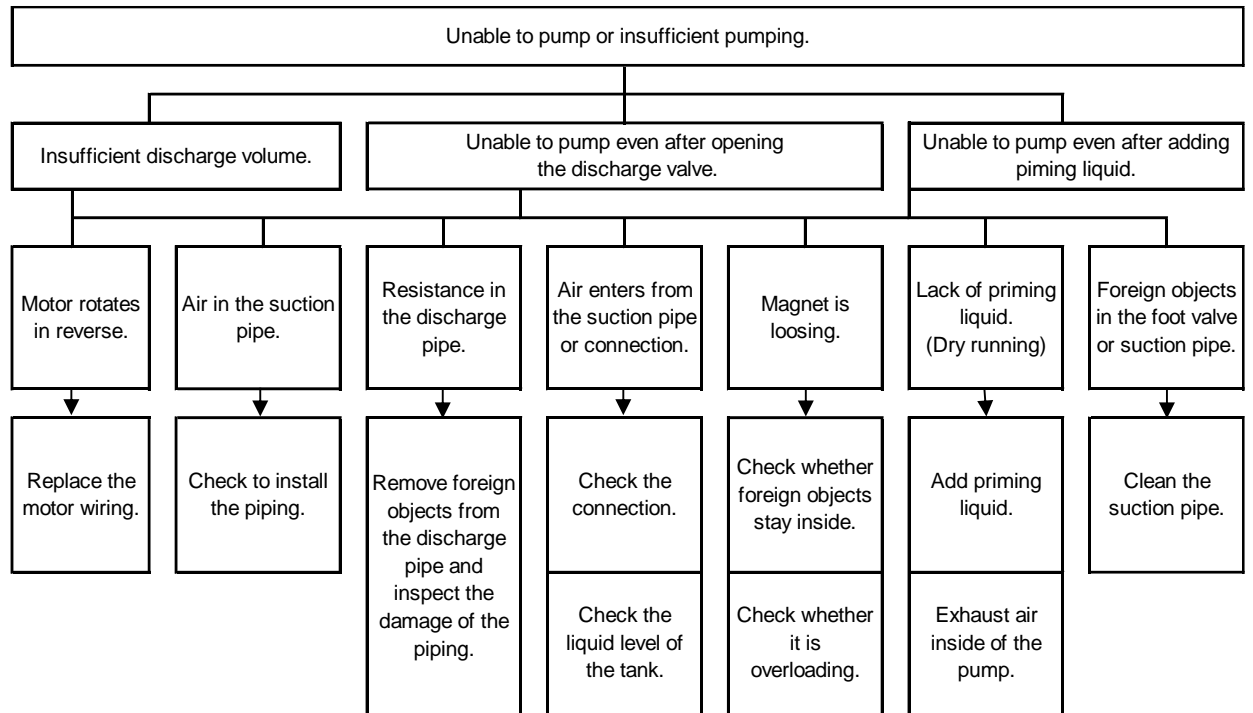 Unable to pump or insufficient pumping.
Insufficient discharge volume.
Unable to pump even after opening
the discharge valve.
Unable to pump even after adding
piming liquid.
Motor rotates
in reverse.
Air in the suction
pipe.
Resistance in
the discharge
pipe.
Air enters from
the suction pipe
or connection.
Magnet is
loosing.
Lack of priming
liquid.
(Dry running)
Foreign objects
in the foot valve
or suction pipe.
Replace the
motor wiring.
Check to install
the piping.
Remove foreign
objects from
the discharge
pipe and
inspect the
damage of the
piping.
Check the
connection.
Check whether
foreign objects
stay inside.
Add priming
liquid.
Clean the
suction pipe.
Check the
liquid level of
the tank.
Check whether
it is
overloading.
Exhaust air
inside of the
pump.